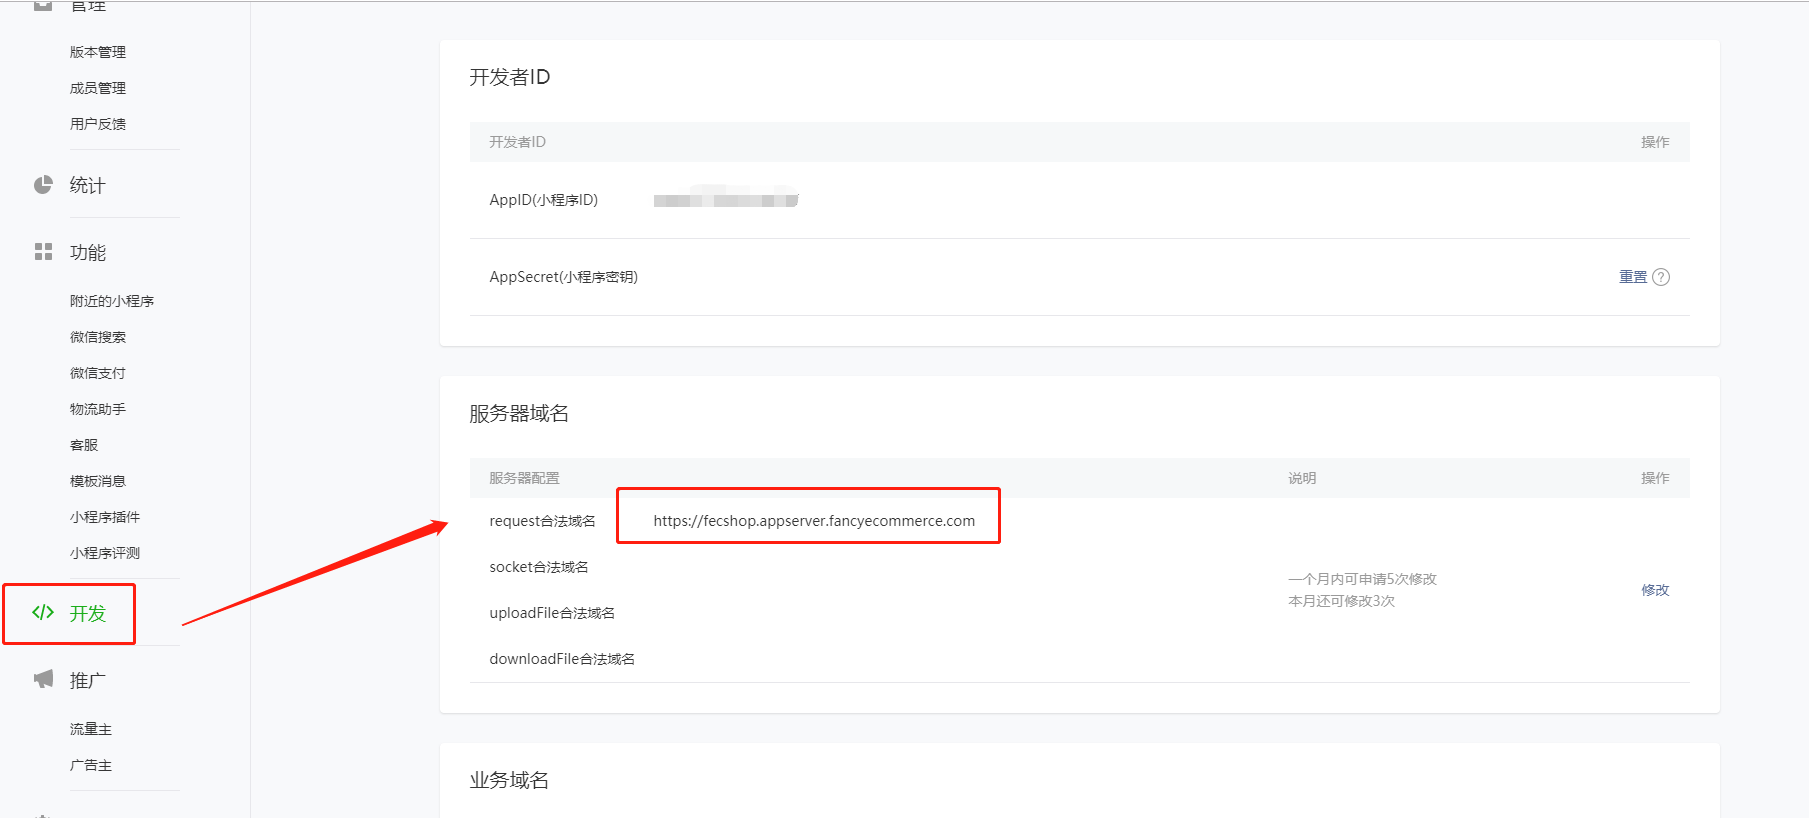 管理
版本管理
成员管理
用户反馈
统计
功能
附近的小程序
微信搜索
微信支付
物流助手
客服
模板消息
小程序插件
小程序评测
</> 开发
推广
流量主
广告主
开发者ID
开发者ID 操作
AppID(小程序ID)
AppSecret(小程序密钥) 重置 ?
服务器域名
服务器配置 说明 操作
request合法域名 https://fecshop.appserver.fancyecommerce.com
socket合法域名
一个月内可申请5次修改
修改
本月还可修改3次
uploadFile合法域名
downloadFile合法域名
业务域名